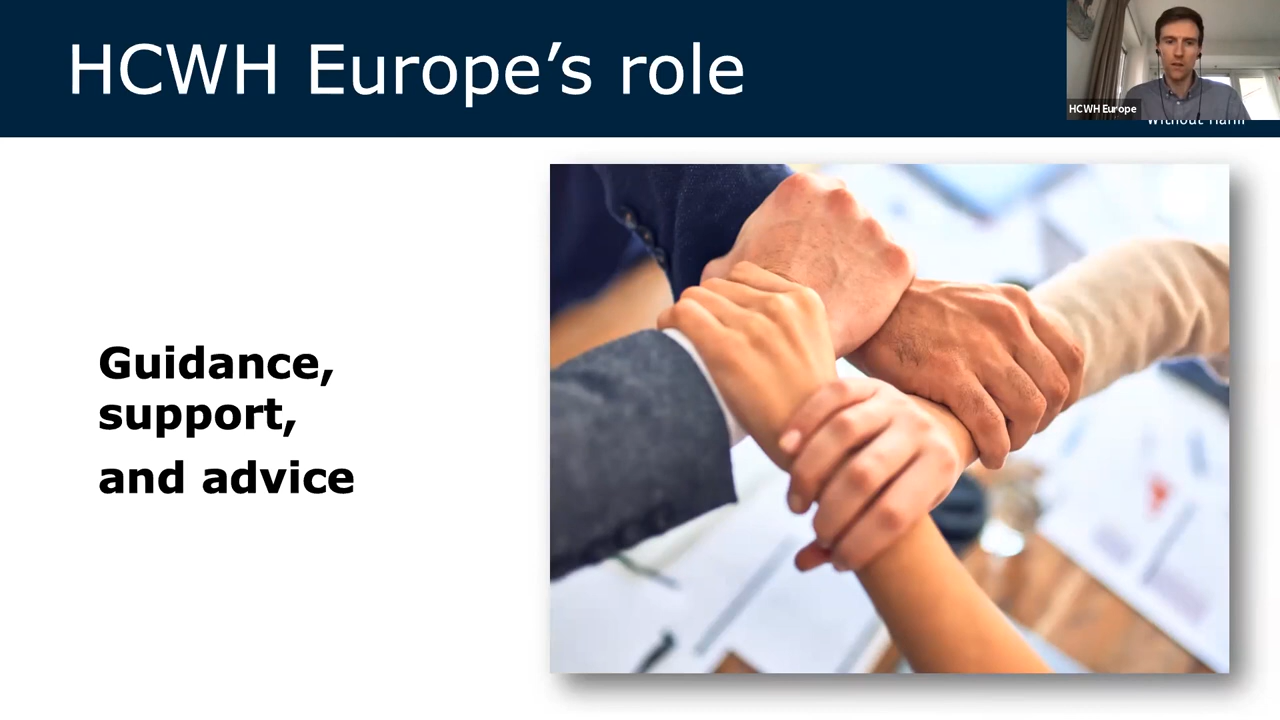 HCWH Europe’s role
HCWH Europe
Guidance,
support,
and advice